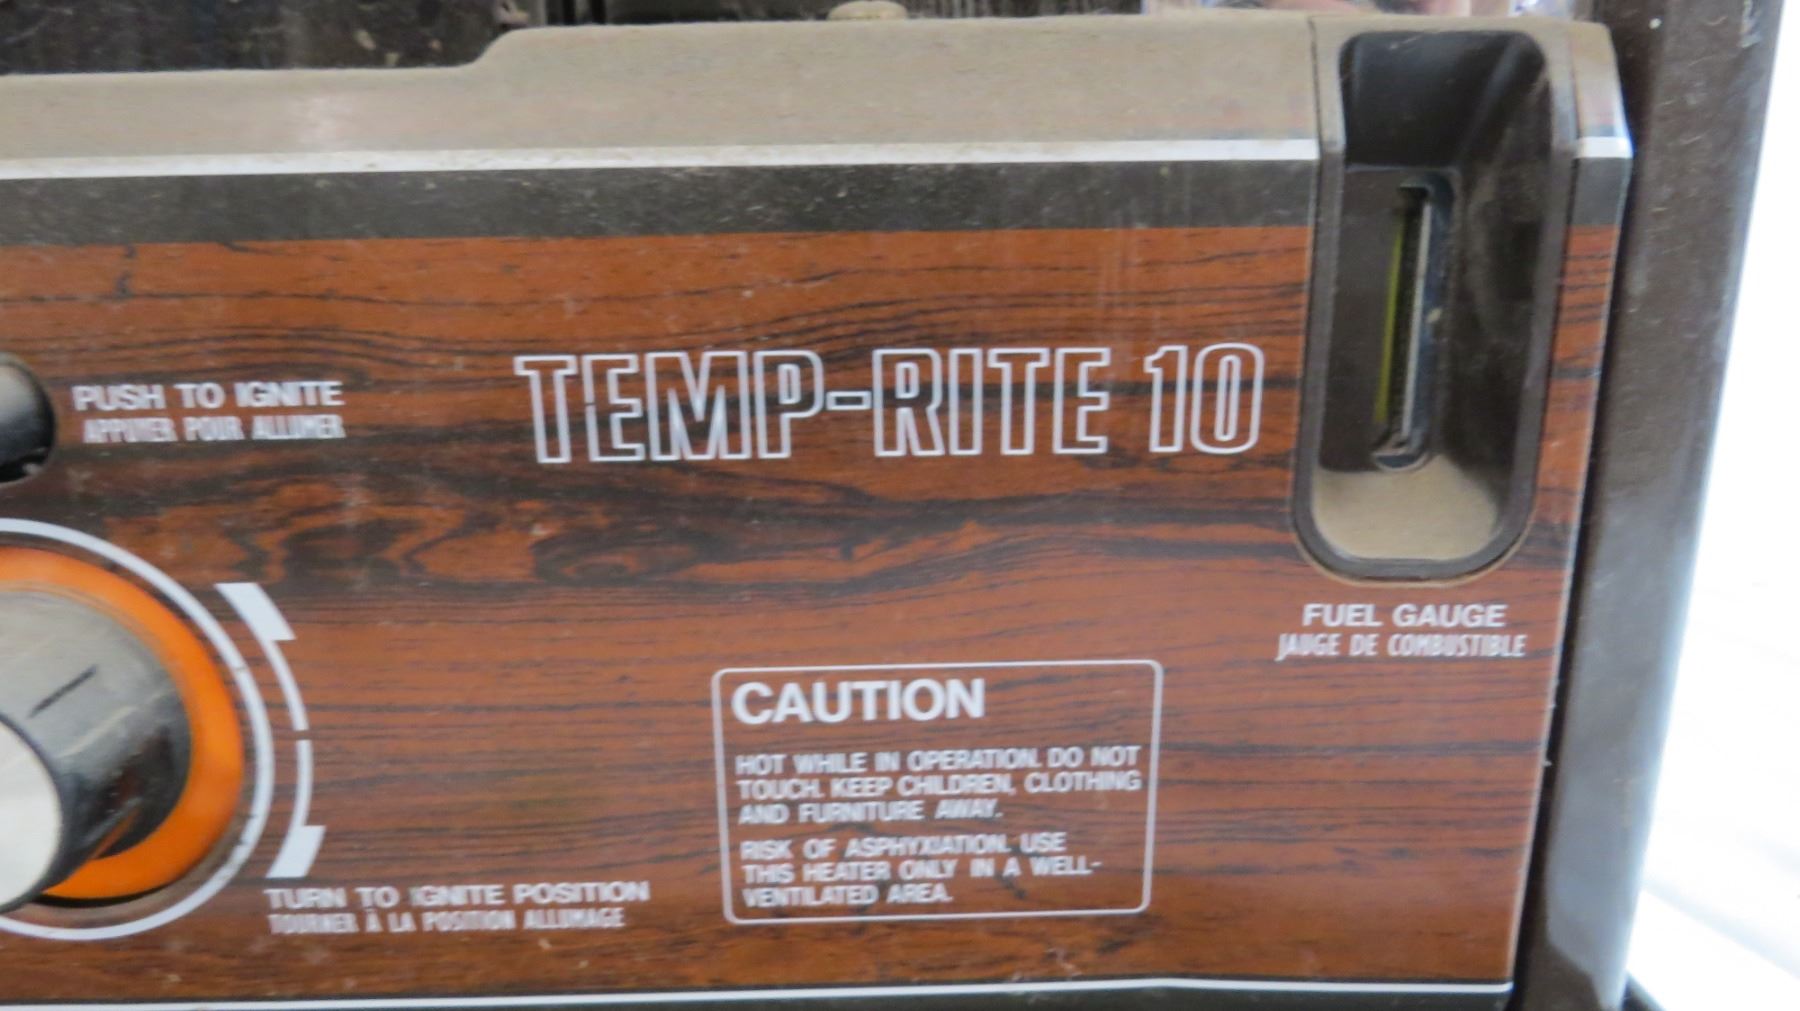 TEMP-RITE 10
PUSH TO IGNITE
APPUYER POUR ALLUMER
FUEL GAUGE
JAUGE DE COMBUSTIBLE
CAUTION
HOT WHILE IN OPERATION. DO NOT
TOUCH. KEEP CHILDREN, CLOTHING
AND FURNITURE AWAY.
RISK OF ASPHYXIATION. USE
THIS HEATER ONLY IN A WELL-
VENTILATED AREA.
TURN TO IGNITE POSITION
TOURNER À LA POSITION ALLUMAGE